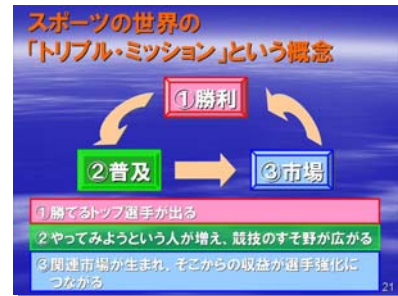 スポーツの世界の
「トリプル・ミッション」という概念
①勝利
②普及
③市場
①勝てるトップ選手が出る
②やってみようという人が増え、競技のすそ野が広がる
③関連市場が生まれ、そこからの収益が選手強化に
つながる
21